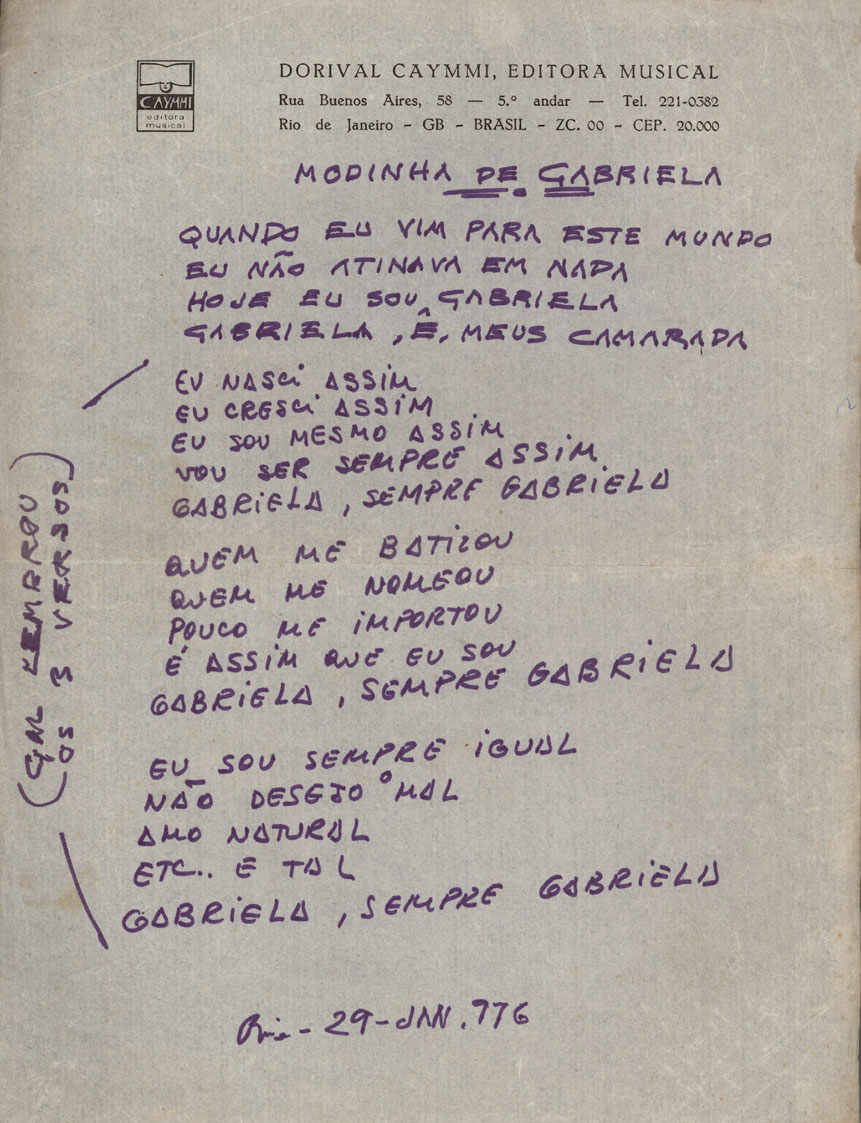 CAYMMI
editora
musical
DORIVAL CAYMMI, EDITORA MUSICAL
Rua Buenos Aires, 58 — 5.º andar — Tel. 221-0382
Rio de Janeiro - GB - BRASIL - ZC. 00 - CEP. 20.000
MODINHA DE GABRIELA
QUANDO EU VIM PARA ESTE MUNDO
EU NÃO ATINAVA EM NADA
HOJE EU SOU GABRIELA
GABRIELA, Ê, MEUS CAMARADA
EU NASCi ASSiM
EU CRESCi ASSiM
EU SOU MESMO ASSiM
VOU SER SEMPRE ASSiM
GABRiELA, SEMPRE GABRiELA
QUEM ME BATiZOU
QUEM ME NOMEOU
POUCO ME iMPORTOU
É ASSiM QUE EU SOU
GABRiELA, SEMPRE GABRiELA
EU SOU SEMPRE iGUAL
NÃO DESEJO O MAL
AMO NATURAL
ETC.. E TAL
GABRiELA, SEMPRE GABRiELA
(GAL LEMBROU
OS 3 VERSOS)
Rio - 29-JAN.976